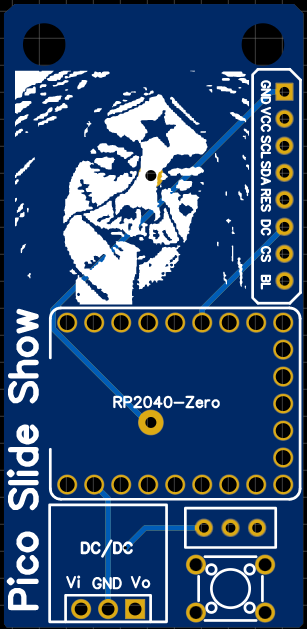 GND VCC SCL SDA RES DC CS BL
RP2040-Zero
Pico Slide Show
DC/DC
Vi GND Vo